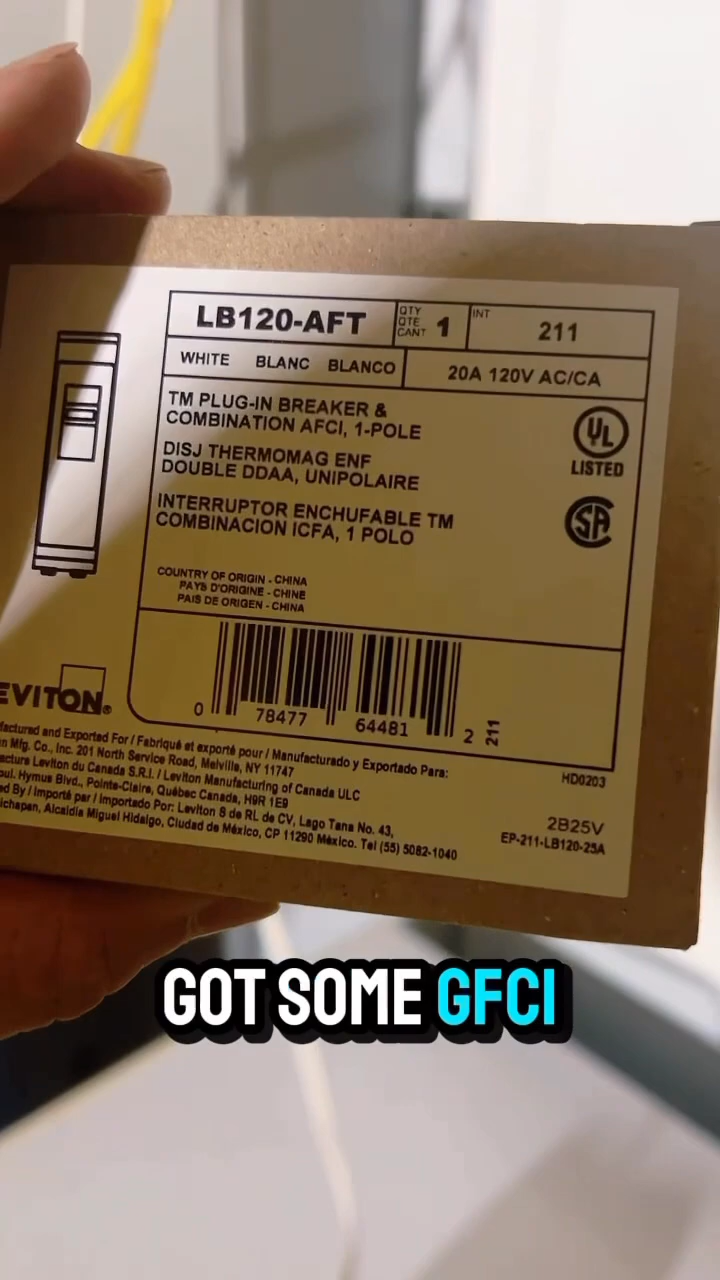 LB120-AFT
QTY
QTE
CANT
1
INT
211
WHITE BLANC BLANCO
20A 120V AC/CA
TM PLUG-IN BREAKER &
COMBINATION AFCI, 1-POLE
DISJ THERMOMAG ENF
DOUBLE DDAA, UNIPOLAIRE
INTERRUPTOR ENCHUFABLE TM
COMBINACION ICFA, 1 POLO
UL
LISTED
SA
COUNTRY OF ORIGIN - CHINA
PAYS D'ORIGINE - CHINE
PAIS DE ORIGEN - CHINA
0 78477 64481 2
211
EVITON®
factured and Exported For / Fabriqué et exporté pour / Manufacturado y Exportado Para:
n Mfg. Co., Inc. 201 North Service Road, Melville, NY 11747
acture Leviton du Canada S.R.I. / Leviton Manufacturing of Canada ULC
oul. Hymus Blvd., Pointe-Claire, Québec Canada, H9R 1E9
ed By / Importé par / Importado Por: Leviton S de RL de CV, Lago Tana No. 43,
ichapan, Alcaldía Miguel Hidalgo, Ciudad de México, CP 11290 México. Tel (55) 5082-1040
HD0203
2B25V
EP-211-LB120-25A
GOT SOME GFCI